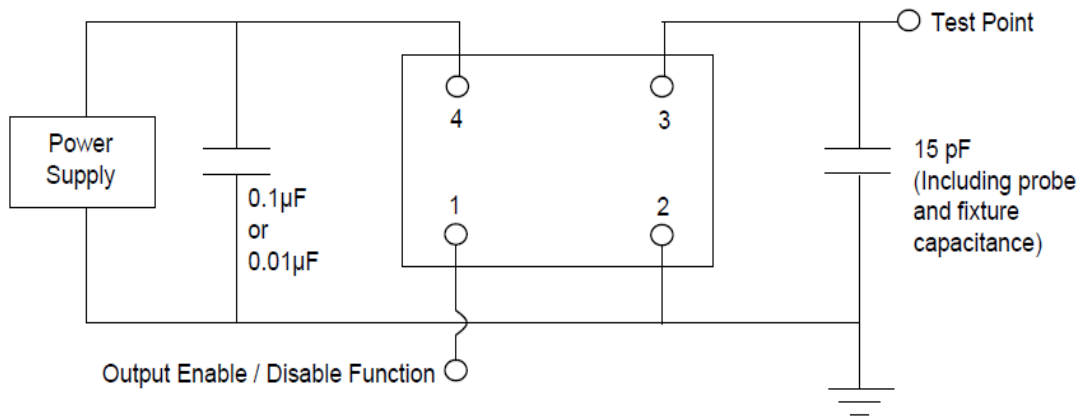 Test Point
4
3
Power
Supply
15 pF
(Including probe
and fixture
capacitance)
0.1µF
or
0.01µF
1
2
Output Enable / Disable Function